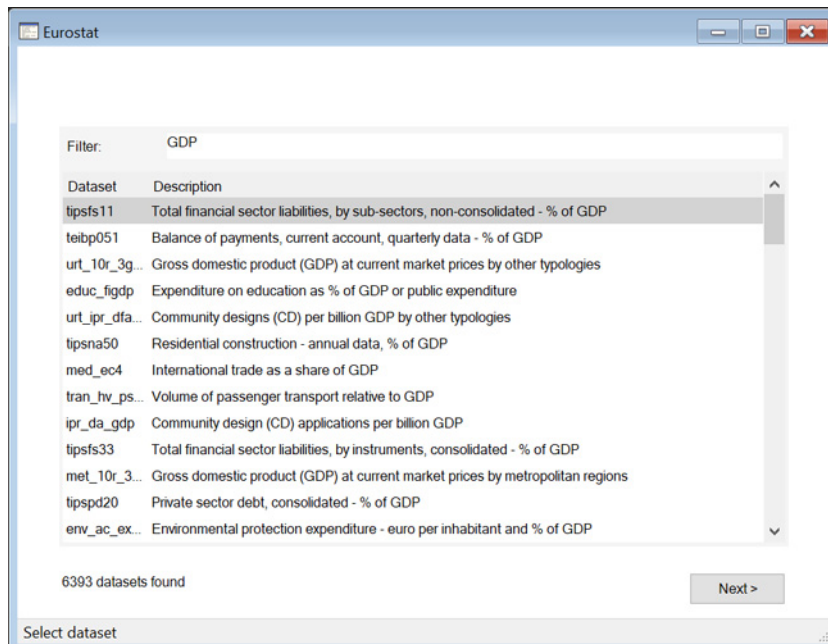 Eurostat
Filter: GDP
Dataset Description
tipsfs11 Total financial sector liabilities, by sub-sectors, non-consolidated - % of GDP
teibp051 Balance of payments, current account, quarterly data - % of GDP
urt_10r_3g... Gross domestic product (GDP) at current market prices by other typologies
educ_figdp Expenditure on education as % of GDP or public expenditure
urt_ipr_dfa... Community designs (CD) per billion GDP by other typologies
tipsna50 Residential construction - annual data, % of GDP
med_ec4 International trade as a share of GDP
tran_hv_ps... Volume of passenger transport relative to GDP
ipr_da_gdp Community design (CD) applications per billion GDP
tipsfs33 Total financial sector liabilities, by instruments, consolidated - % of GDP
met_10r_3... Gross domestic product (GDP) at current market prices by metropolitan regions
tipspd20 Private sector debt, consolidated - % of GDP
env_ac_ex... Environmental protection expenditure - euro per inhabitant and % of GDP
6393 datasets found
Next >
Select dataset